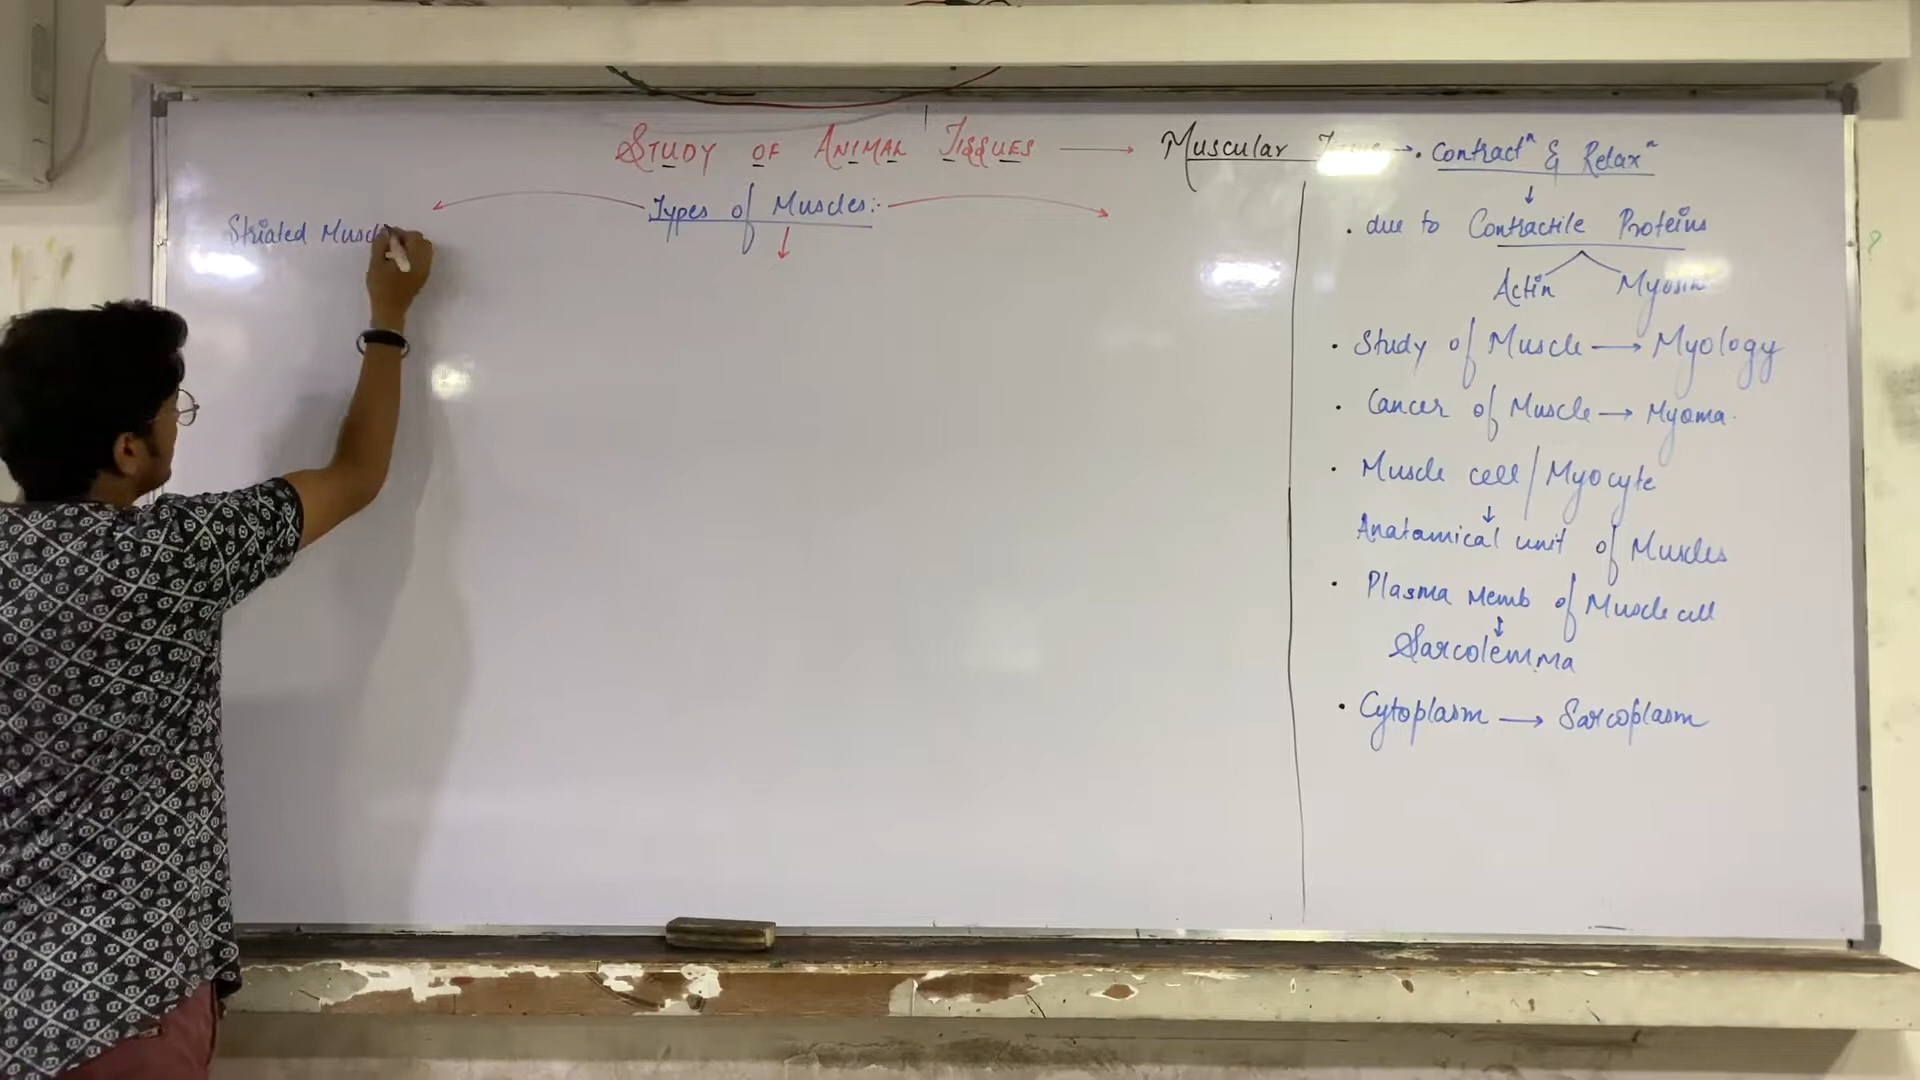 STUDY OF ANIMAL TISSUES → Muscular → . Contractⁿ & Relaxⁿ
↓
Types of Muscles:-
Striated Muscle
. due to Contractile Proteins
Actin Myosin
. Study of Muscle → Myology
. Cancer of Muscle → Myoma.
. Muscle cell / Myocyte
↓
Anatamical unit of Muscles
. Plasma Memb of Muscle cell
↕
Sarcolemma
. Cytoplasm → Sarcoplasm